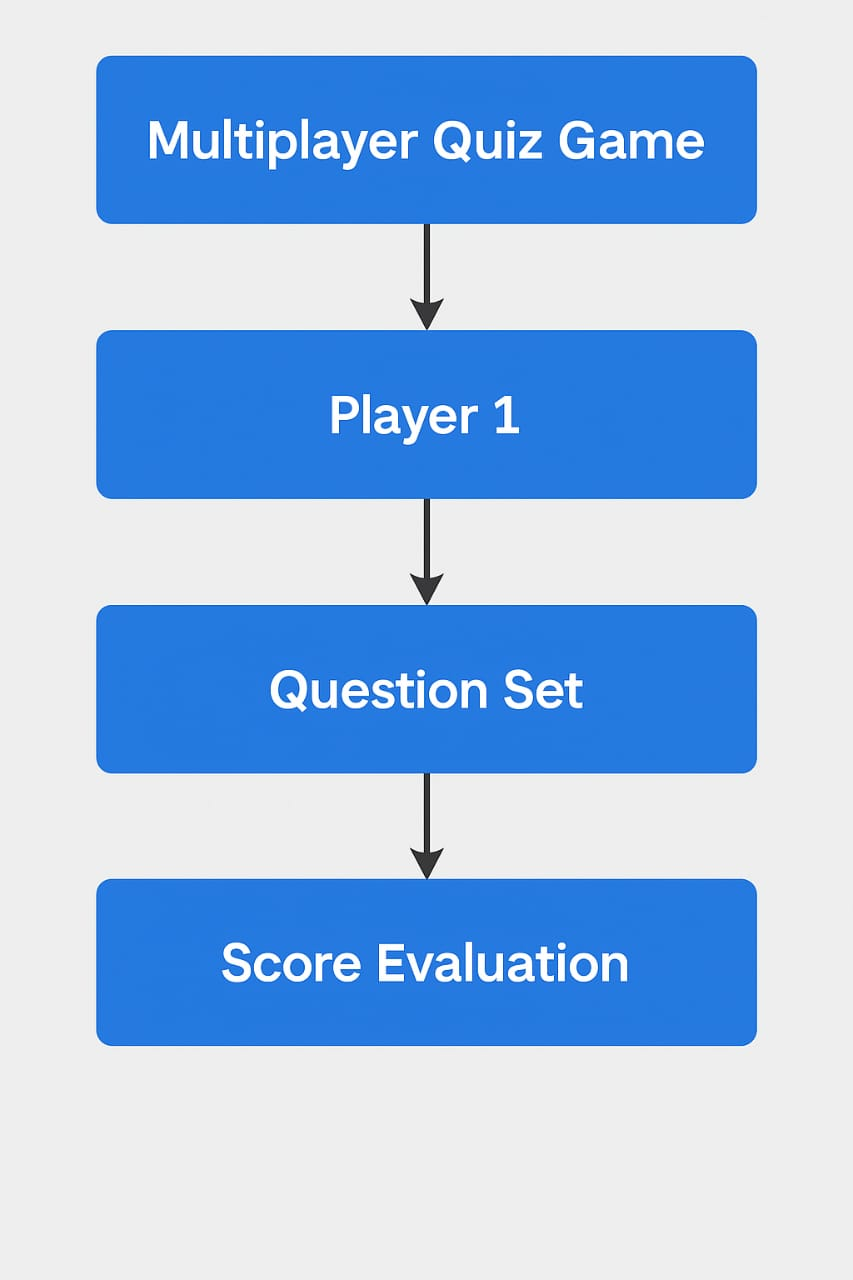 Multiplayer Quiz Game
Player 1
Question Set
Score Evaluation